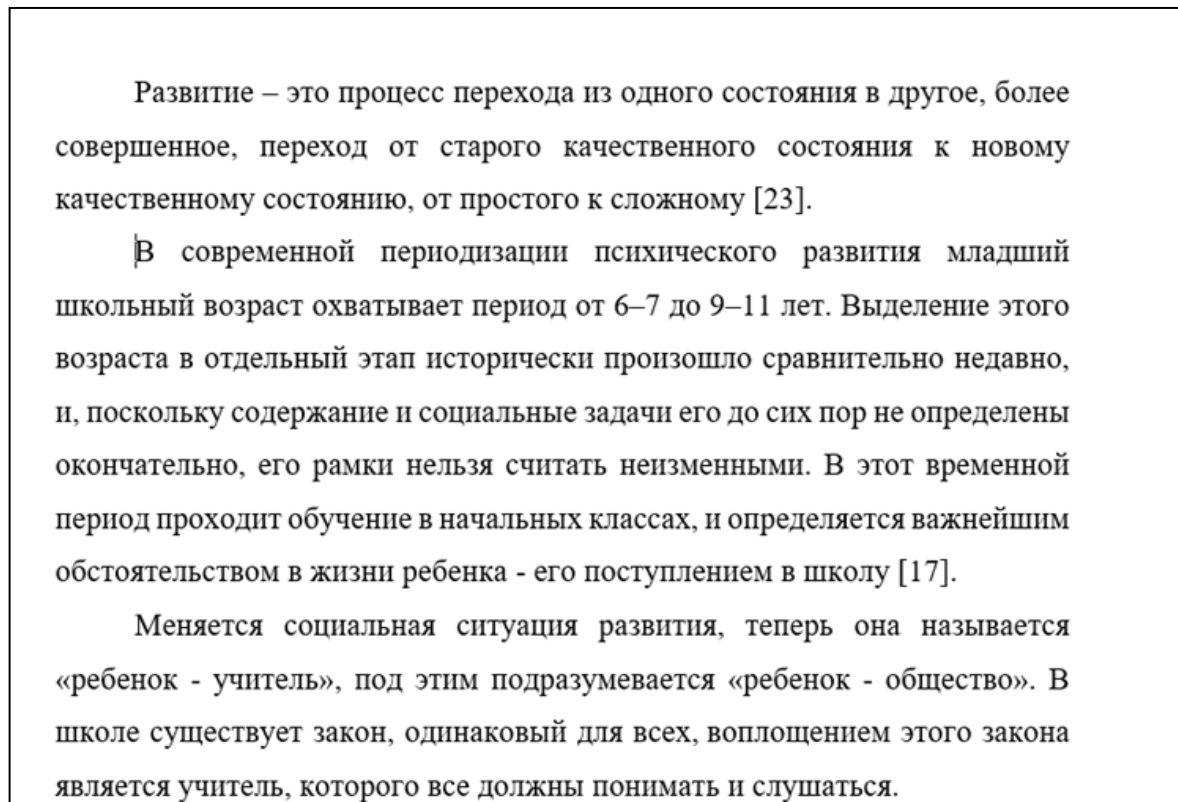 Развитие – это процесс перехода из одного состояния в другое, более
совершенное, переход от старого качественного состояния к новому
качественному состоянию, от простого к сложному [23].
В современной периодизации психического развития младший
школьный возраст охватывает период от 6–7 до 9–11 лет. Выделение этого
возраста в отдельный этап исторически произошло сравнительно недавно,
и, поскольку содержание и социальные задачи его до сих пор не определены
окончательно, его рамки нельзя считать неизменными. В этот временной
период проходит обучение в начальных классах, и определяется важнейшим
обстоятельством в жизни ребенка - его поступлением в школу [17].
Меняется социальная ситуация развития, теперь она называется
«ребенок - учитель», под этим подразумевается «ребенок - общество». В
школе существует закон, одинаковый для всех, воплощением этого закона
является учитель, которого все должны понимать и слушаться.